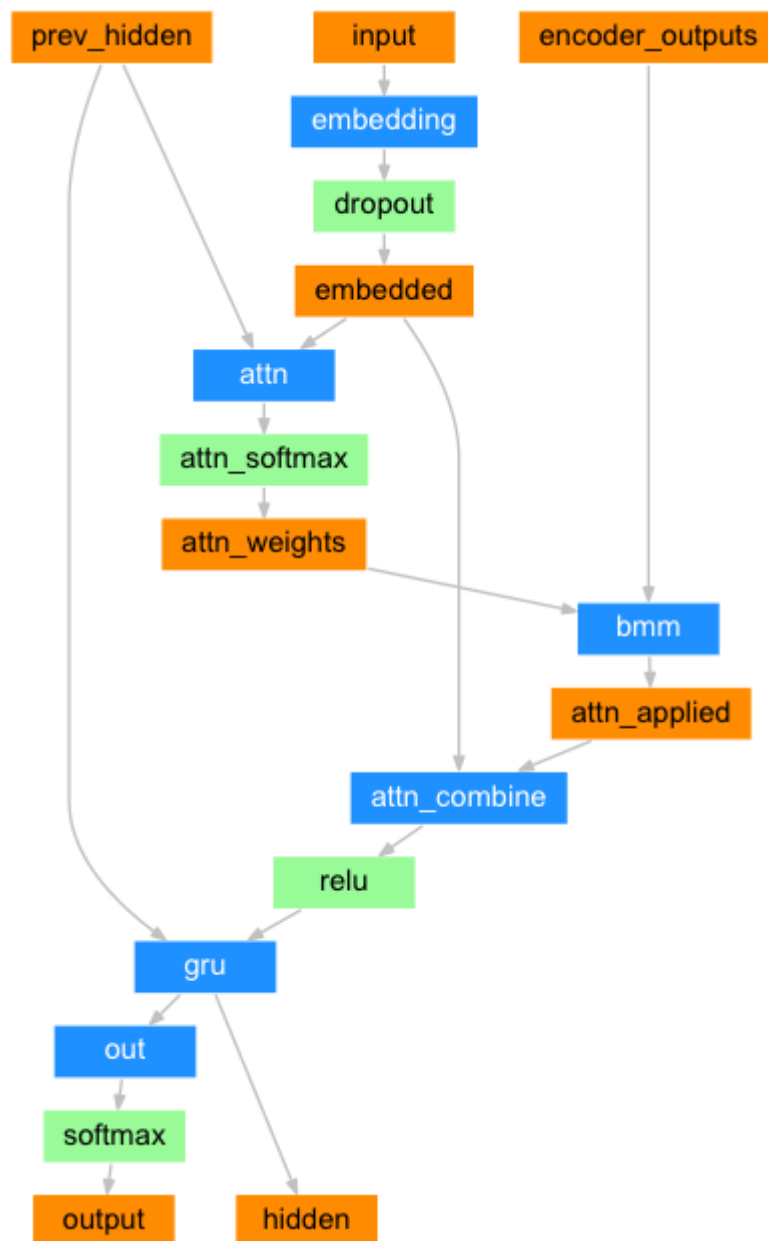 prev_hidden
input
encoder_outputs
embedding
dropout
embedded
attn
attn_softmax
attn_weights
bmm
attn_applied
attn_combine
relu
gru
out
softmax
output
hidden